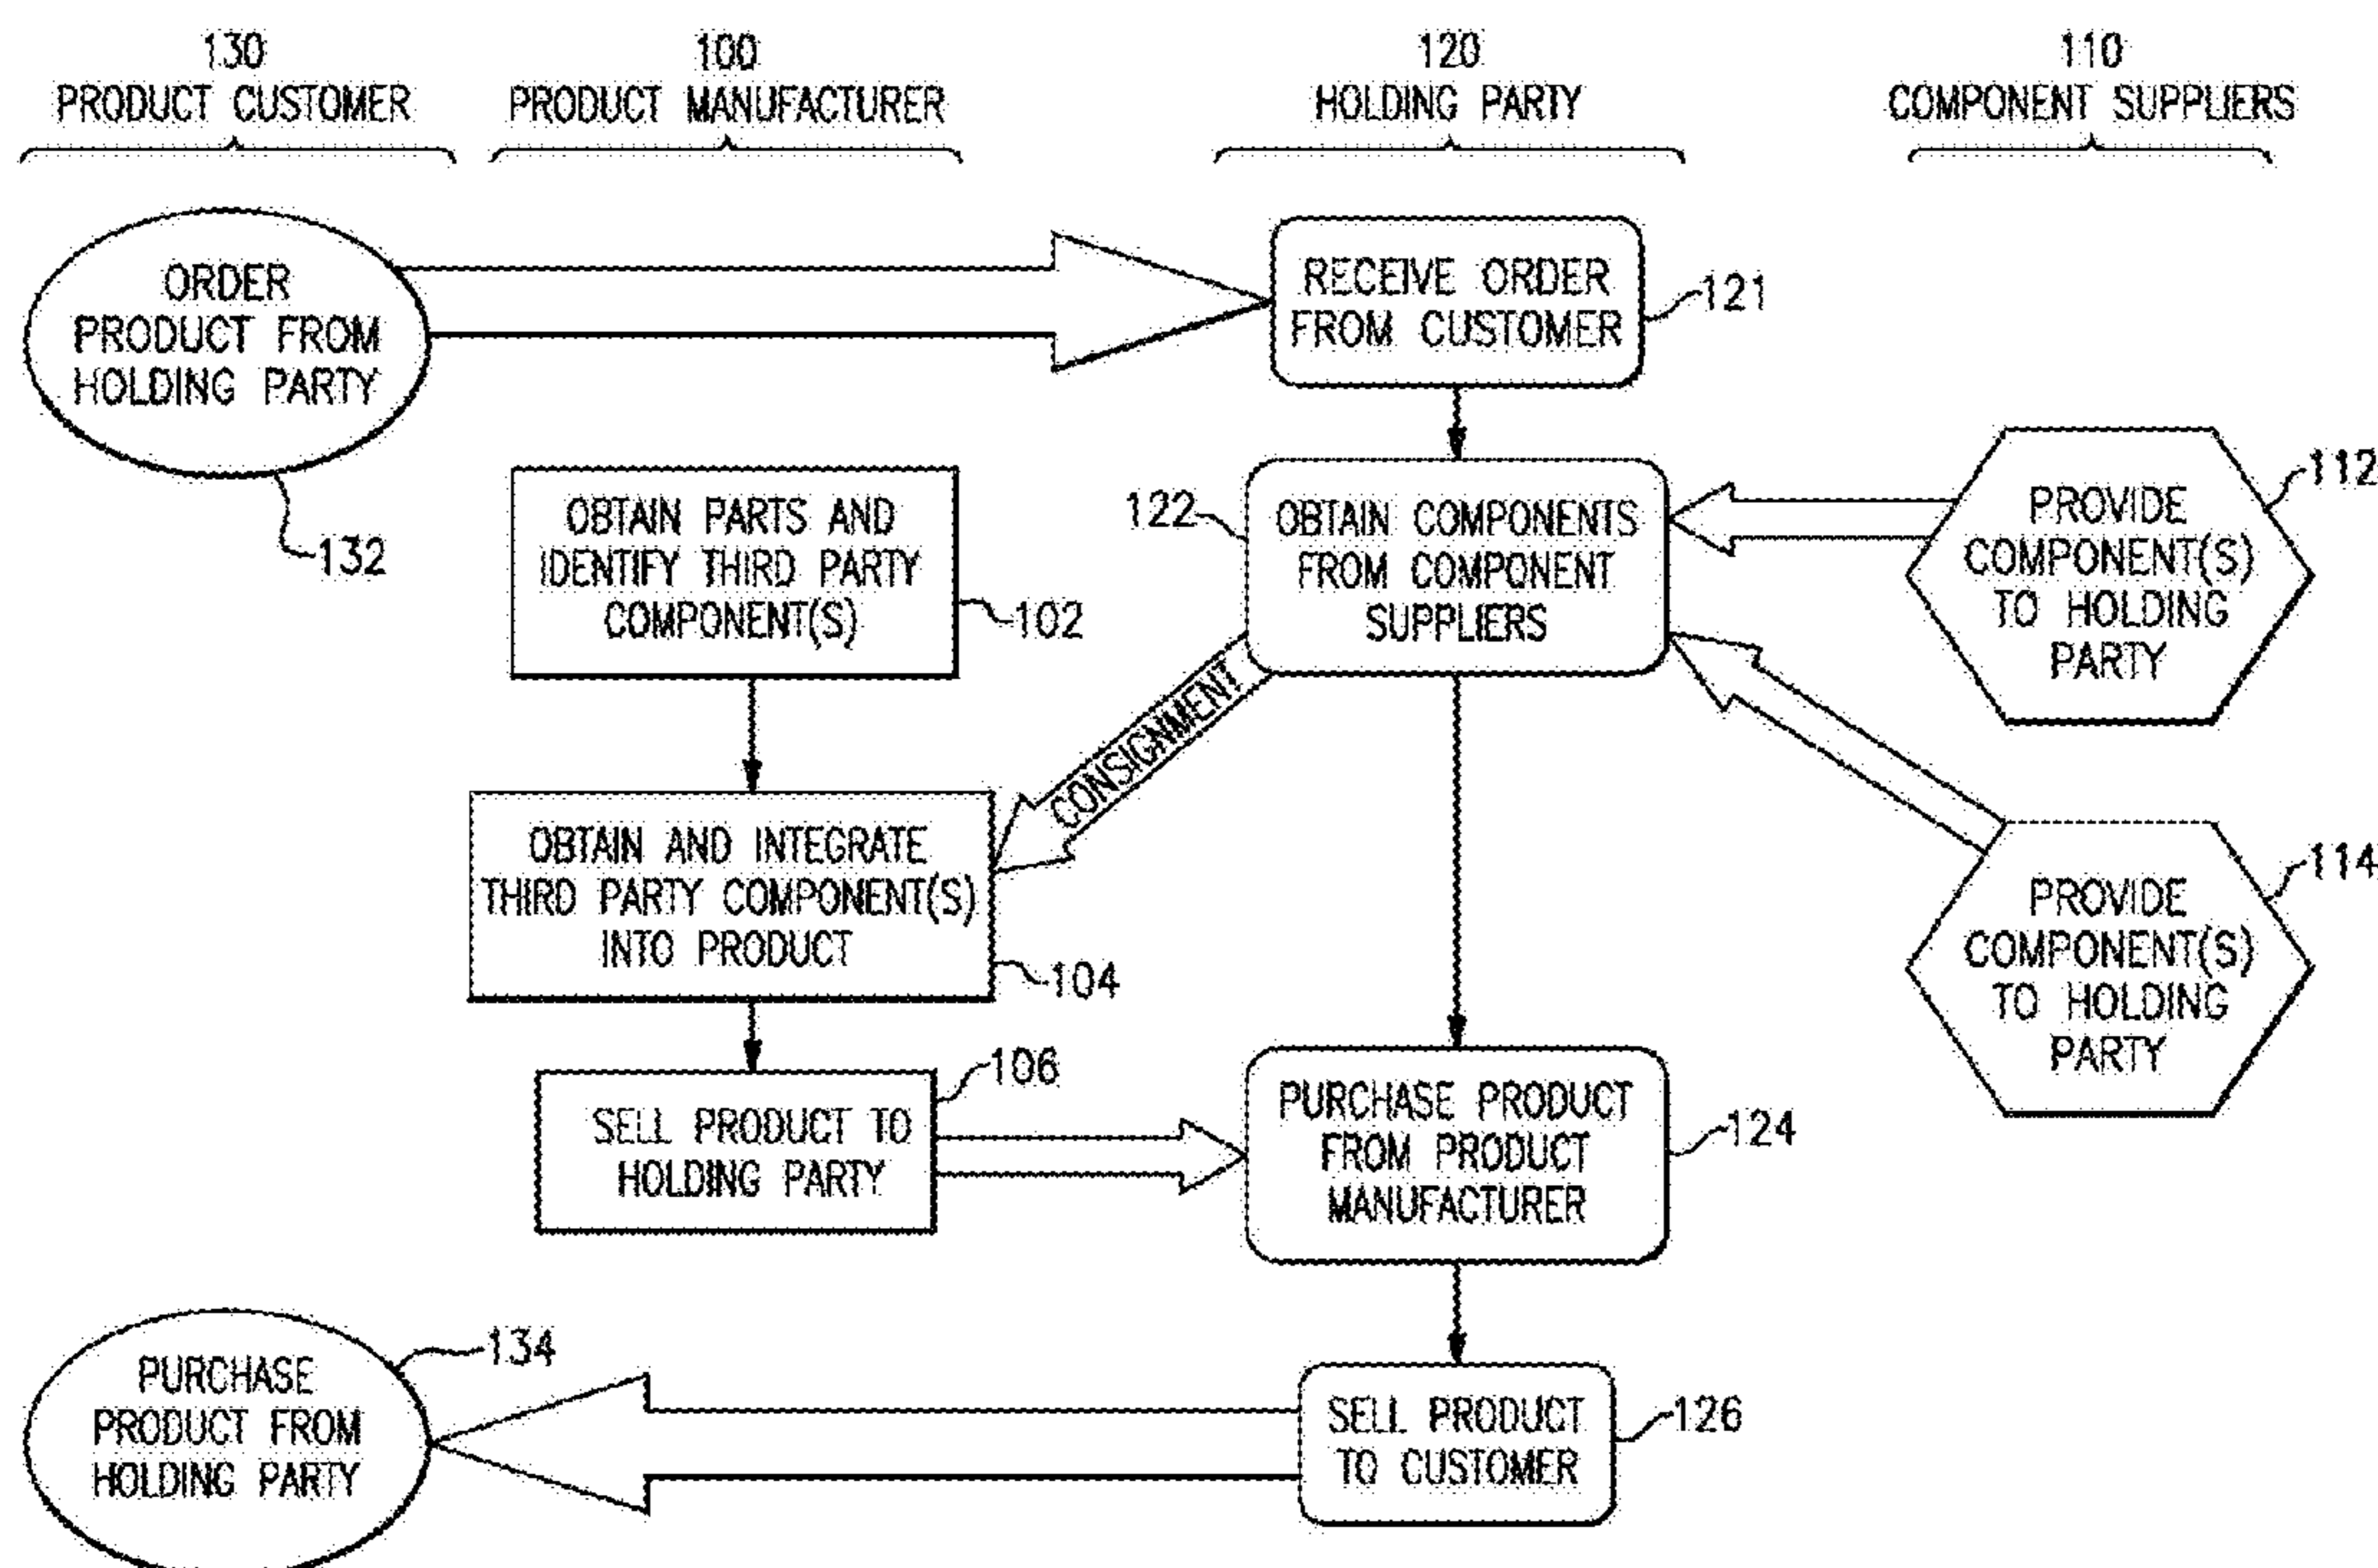 130
PRODUCT CUSTOMER
100
PRODUCT MANUFACTURER
120
HOLDING PARTY
110
COMPONENT SUPPLIERS
ORDER
PRODUCT FROM
HOLDING PARTY
132
RECEIVE ORDER
FROM CUSTOMER
121
OBTAIN PARTS AND
IDENTIFY THIRD PARTY
COMPONENT(S)
102
122
OBTAIN COMPONENTS
FROM COMPONENT
SUPPLIERS
112
PROVIDE
COMPONENT(S)
TO HOLDING
PARTY
CONSIGNMENT
OBTAIN AND INTEGRATE
THIRD PARTY COMPONENT(S)
INTO PRODUCT
104
114
PROVIDE
COMPONENT(S)
TO HOLDING
PARTY
106
SELL PRODUCT TO
HOLDING PARTY
PURCHASE PRODUCT
FROM PRODUCT
MANUFACTURER
124
134
PURCHASE
PRODUCT FROM
HOLDING PARTY
SELL PRODUCT
TO CUSTOMER
126